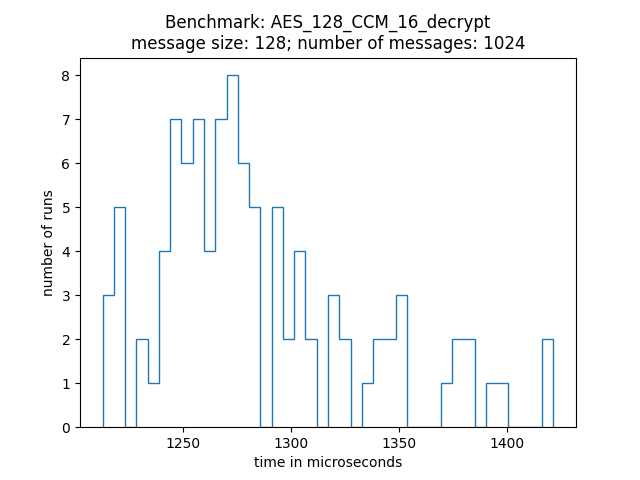 Benchmark: AES_128_CCM_16_decrypt
message size: 128; number of messages: 1024
8
7
6
5
4
3
2
1
0
number of runs
1250 1300 1350 1400
time in microseconds